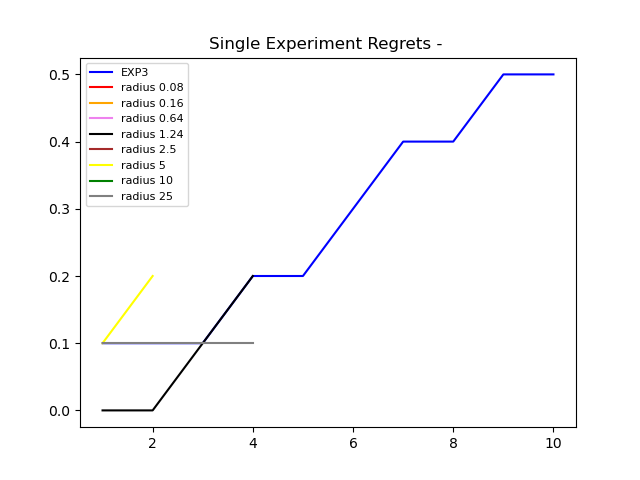 Single Experiment Regrets -
EXP3
radius 0.08
radius 0.16
radius 0.64
radius 1.24
radius 2.5
radius 5
radius 10
radius 25
0.5
0.4
0.3
0.2
0.1
0.0
2 4 6 8 10